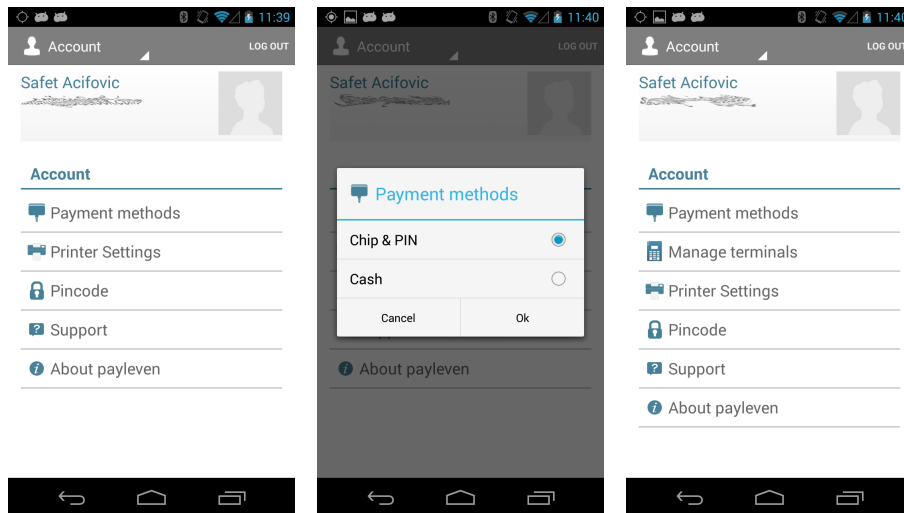 11:39
Account
LOG OUT
Safet Acifovic
Account
Payment methods
Printer Settings
Pincode
Support
About payleven
11:40
Account
LOG OUT
Safet Acifovic
Payment methods
Chip & PIN
Cash
Cancel
Ok
About payleven
11:40
Account
LOG OUT
Safet Acifovic
Account
Payment methods
Manage terminals
Printer Settings
Pincode
Support
About payleven